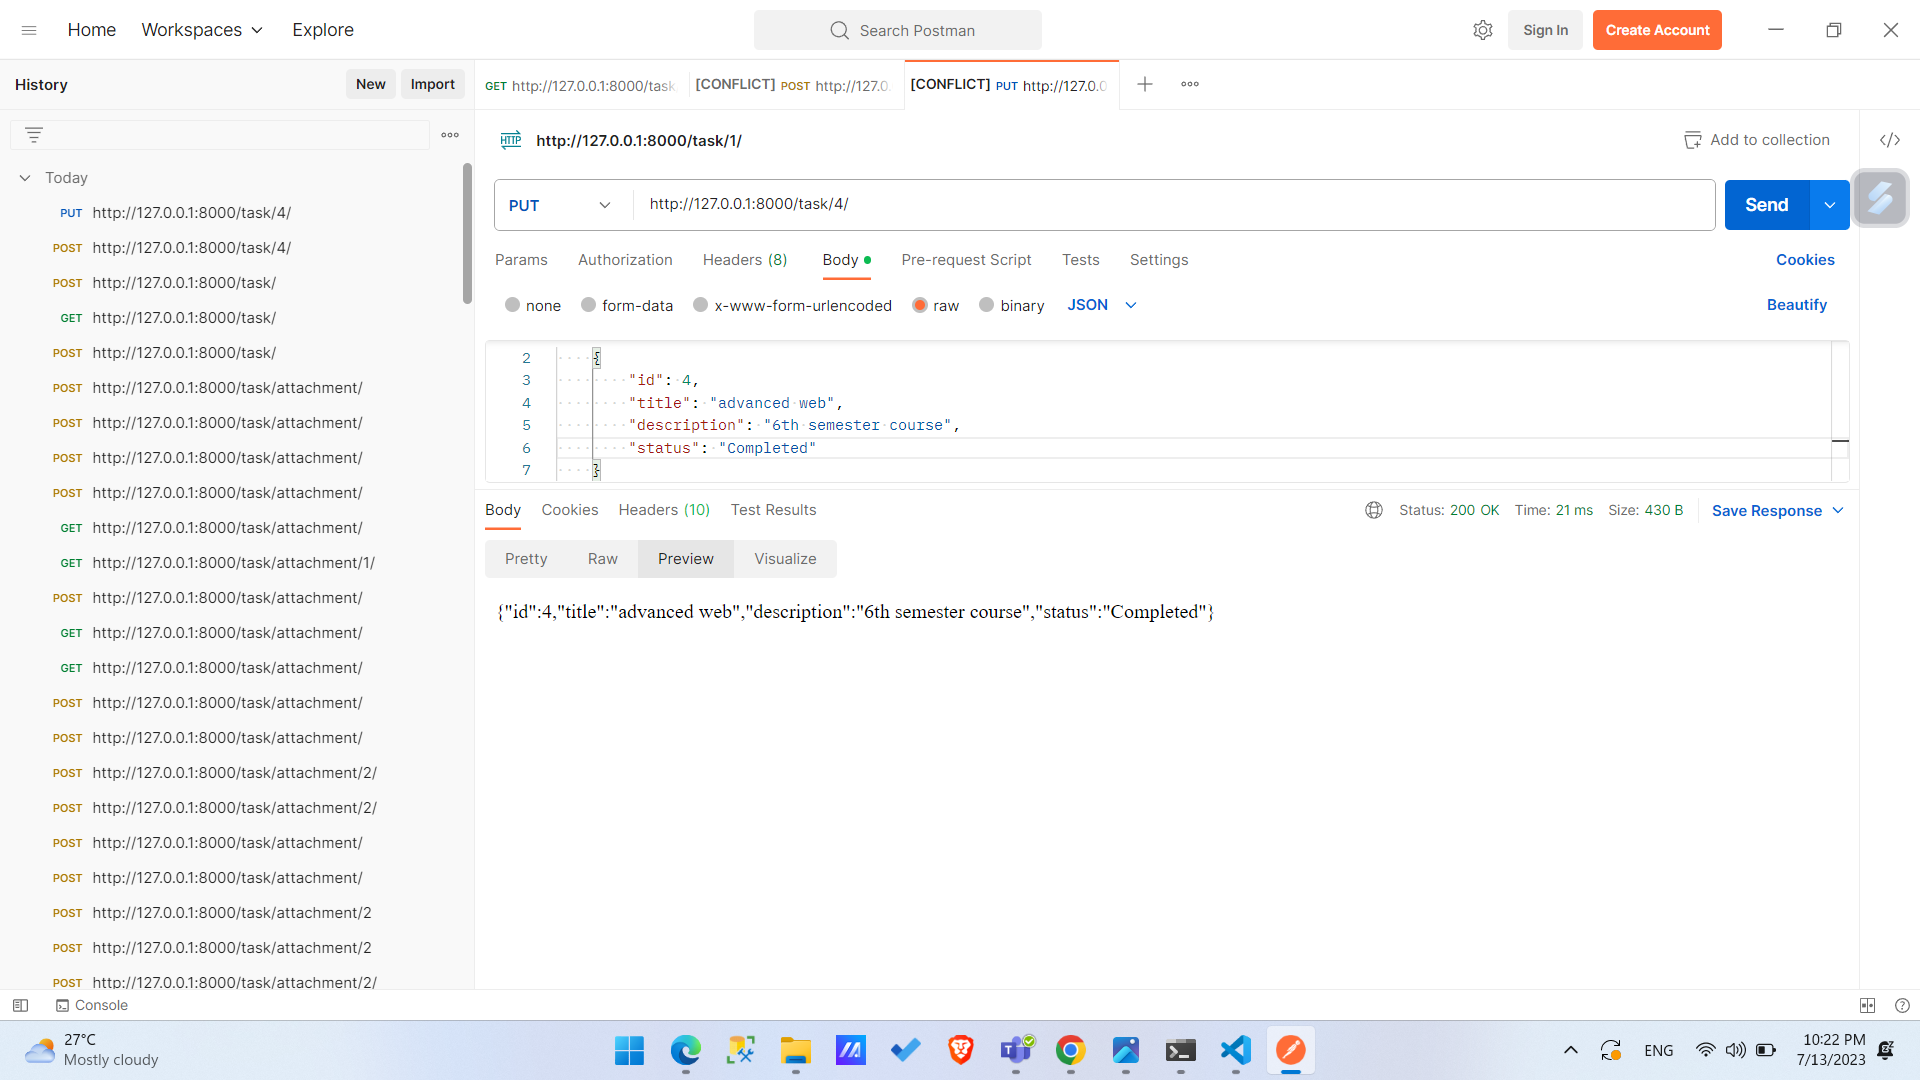 Home Workspaces Explore
Search Postman
Sign In Create Account
History New Import
GET http://127.0.0.1:8000/task
[CONFLICT] POST http://127.0.
[CONFLICT] PUT http://127.0.0
HTTP http://127.0.0.1:8000/task/1/
Add to collection
</>
Today
PUT http://127.0.0.1:8000/task/4/
POST http://127.0.0.1:8000/task/4/
POST http://127.0.0.1:8000/task/
GET http://127.0.0.1:8000/task/
POST http://127.0.0.1:8000/task/
POST http://127.0.0.1:8000/task/attachment/
POST http://127.0.0.1:8000/task/attachment/
POST http://127.0.0.1:8000/task/attachment/
POST http://127.0.0.1:8000/task/attachment/
GET http://127.0.0.1:8000/task/attachment/
GET http://127.0.0.1:8000/task/attachment/1/
POST http://127.0.0.1:8000/task/attachment/
GET http://127.0.0.1:8000/task/attachment/
GET http://127.0.0.1:8000/task/attachment/
POST http://127.0.0.1:8000/task/attachment/
POST http://127.0.0.1:8000/task/attachment/
POST http://127.0.0.1:8000/task/attachment/2/
POST http://127.0.0.1:8000/task/attachment/2/
POST http://127.0.0.1:8000/task/attachment/
POST http://127.0.0.1:8000/task/attachment/
POST http://127.0.0.1:8000/task/attachment/2
POST http://127.0.0.1:8000/task/attachment/2
POST http://127.0.0.1:8000/task/attachment/2/
PUT http://127.0.0.1:8000/task/4/
Send
Params Authorization Headers (8) Body Pre-request Script Tests Settings Cookies
none form-data x-www-form-urlencoded raw binary JSON Beautify
2 {
3 "id": 4,
4 "title": "advanced web",
5 "description": "6th semester course",
6 "status": "Completed"
7 }
Body Cookies Headers (10) Test Results
Status: 200 OK Time: 21 ms Size: 430 B Save Response
Pretty Raw Preview Visualize
{"id":4,"title":"advanced web","description":"6th semester course","status":"Completed"}
Console
27°C
Mostly cloudy
ENG
10:22 PM
7/13/2023